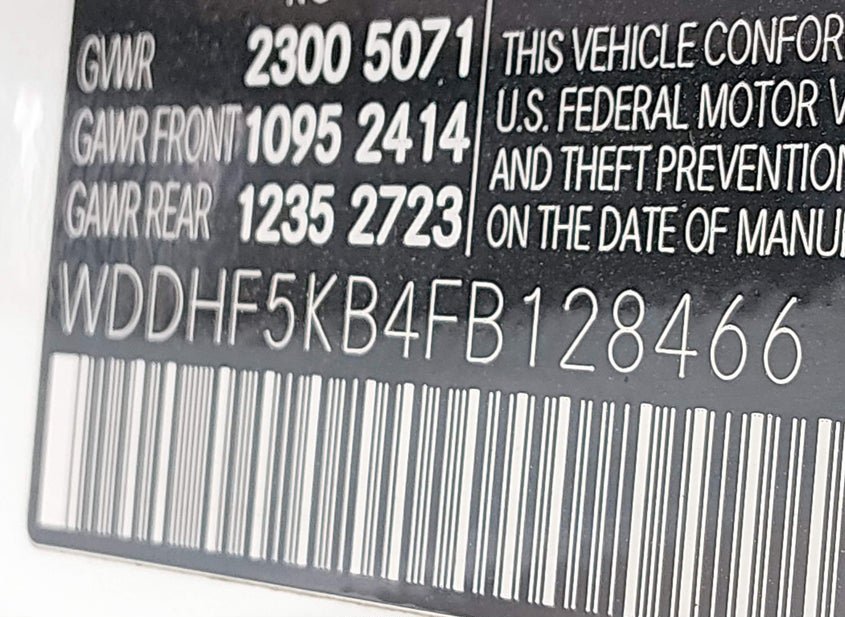 GVWR 2300 5071
GAWR FRONT 1095 2414
GAWR REAR 1235 2723
THIS VEHICLE CONFOR
U.S. FEDERAL MOTOR V
AND THEFT PREVENTION
ON THE DATE OF MANU
WDDHF5KB4FB128466